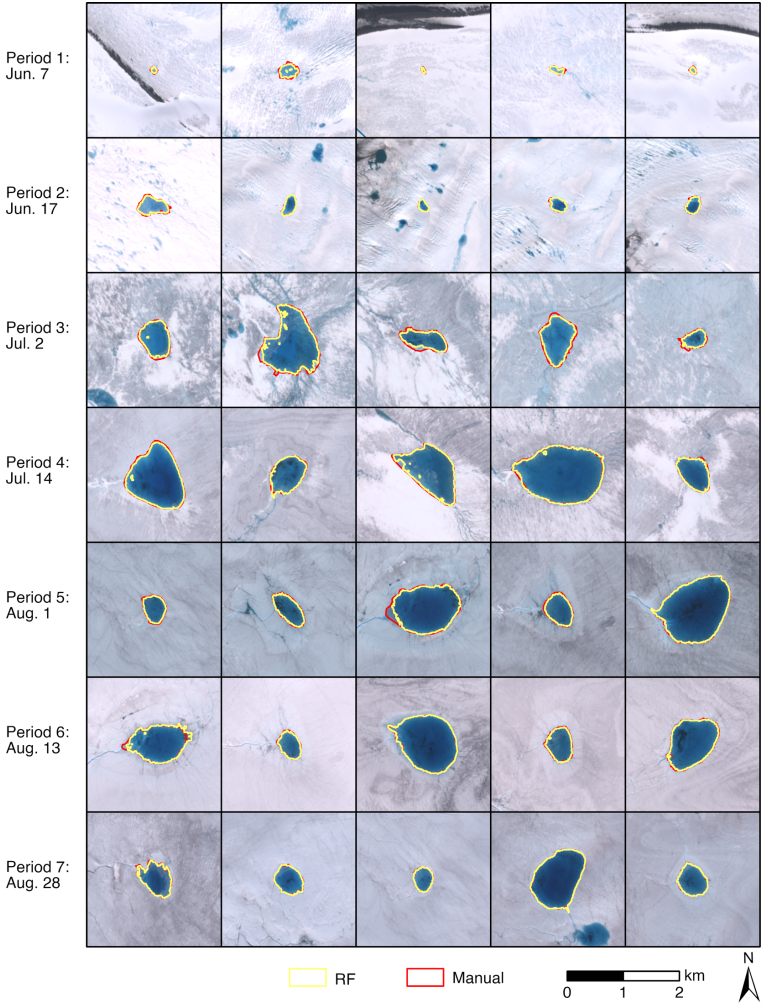 Period 1:
Jun. 7
Period 2:
Jun. 17
Period 3:
Jul. 2
Period 4:
Jul. 14
Period 5:
Aug. 1
Period 6:
Aug. 13
Period 7:
Aug. 28
RF
Manual
km
0 1 2
N